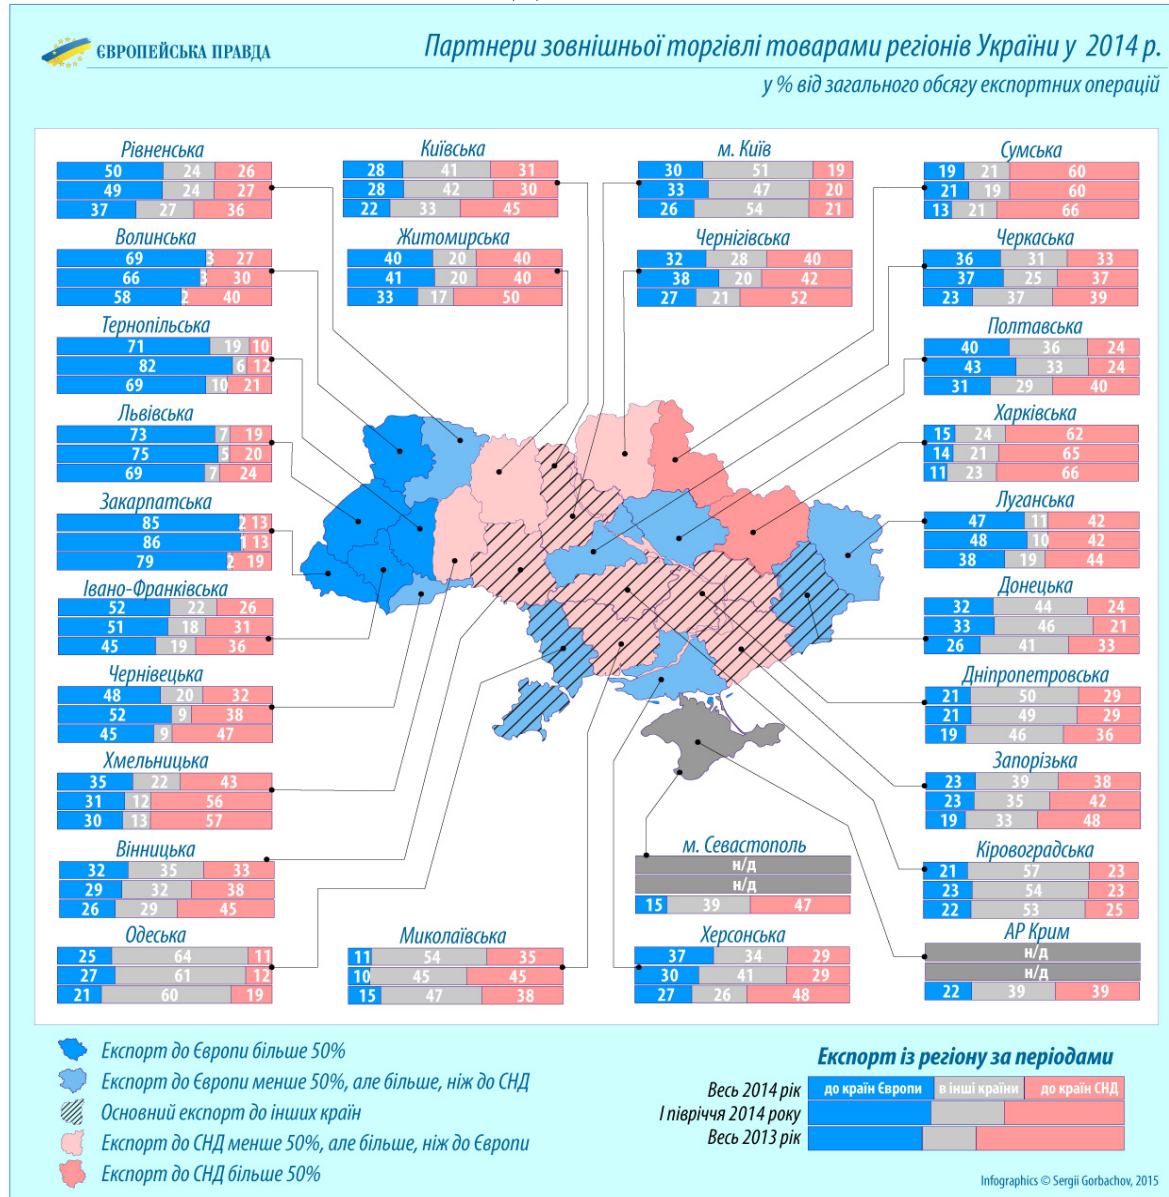 ЄВРОПЕЙСЬКА ПРАВДА
Партнери зовнішньої торгівлі товарами регіонів України у 2014 р.
у % від загального обсягу експортних операцій
Рівненська
50 24 26
49 24 27
37 27 36
Київська
28 41 31
28 42 30
22 33 45
м. Київ
30 51 19
33 47 20
26 54 21
Сумська
19 21 60
21 19 60
13 21 66
Волинська
69 3 27
66 3 30
58 2 40
Житомирська
40 20 40
41 20 40
33 17 50
Чернігівська
32 28 40
38 20 42
27 21 52
Черкаська
36 31 33
37 25 37
23 37 39
Тернопільська
71 19 10
82 6 12
69 10 21
Полтавська
40 36 24
43 33 24
31 29 40
Львівська
73 7 19
75 5 20
69 7 24
Харківська
15 24 62
14 21 65
11 23 66
Закарпатська
85 2 13
86 1 13
79 2 19
Луганська
47 11 42
48 10 42
38 19 44
Івано-Франківська
52 22 26
51 18 31
45 19 36
Донецька
32 44 24
33 46 21
26 41 33
Чернівецька
48 20 32
52 9 38
45 9 47
Дніпропетровська
21 50 29
21 49 29
19 46 36
Хмельницька
35 22 43
31 12 56
30 13 57
Запорізька
23 39 38
23 35 42
19 33 48
Вінницька
32 35 33
29 32 38
26 29 45
м. Севастополь
н/д
н/д
15 39 47
Кіровоградська
21 57 23
23 54 23
22 53 25
Одеська
25 64 11
27 61 12
21 60 19
Миколаївська
11 54 35
10 45 45
15 47 38
Херсонська
37 34 29
30 41 29
27 26 48
АР Крим
н/д
н/д
22 39 39
Експорт до Європи більше 50%
Експорт до Європи менше 50%, але більше, ніж до СНД
Основний експорт до інших країн
Експорт до СНД менше 50%, але більше, ніж до Європи
Експорт до СНД більше 50%
Експорт із регіону за періодами
Весь 2014 рік до країн Європи в інші країни до країн СНД
І півріччя 2014 року
Весь 2013 рік
Infographics © Sergii Gorbachov, 2015